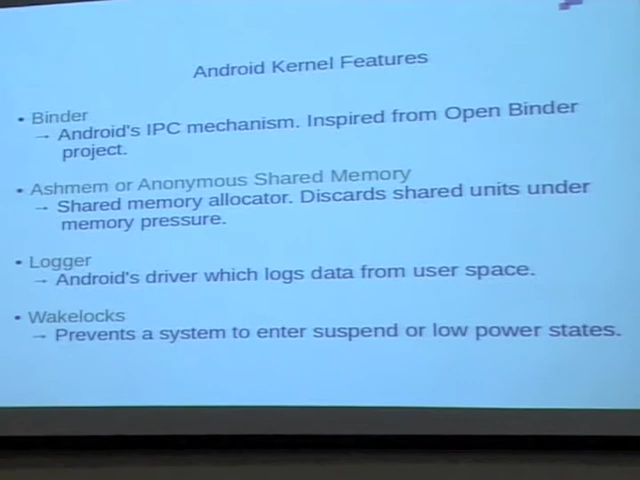 Android Kernel Features
• Binder
→ Android's IPC mechanism. Inspired from Open Binder
project.
• Ashmem or Anonymous Shared Memory
→ Shared memory allocator. Discards shared units under
memory pressure.
• Logger
→ Android's driver which logs data from user space.
• Wakelocks
→ Prevents a system to enter suspend or low power states.